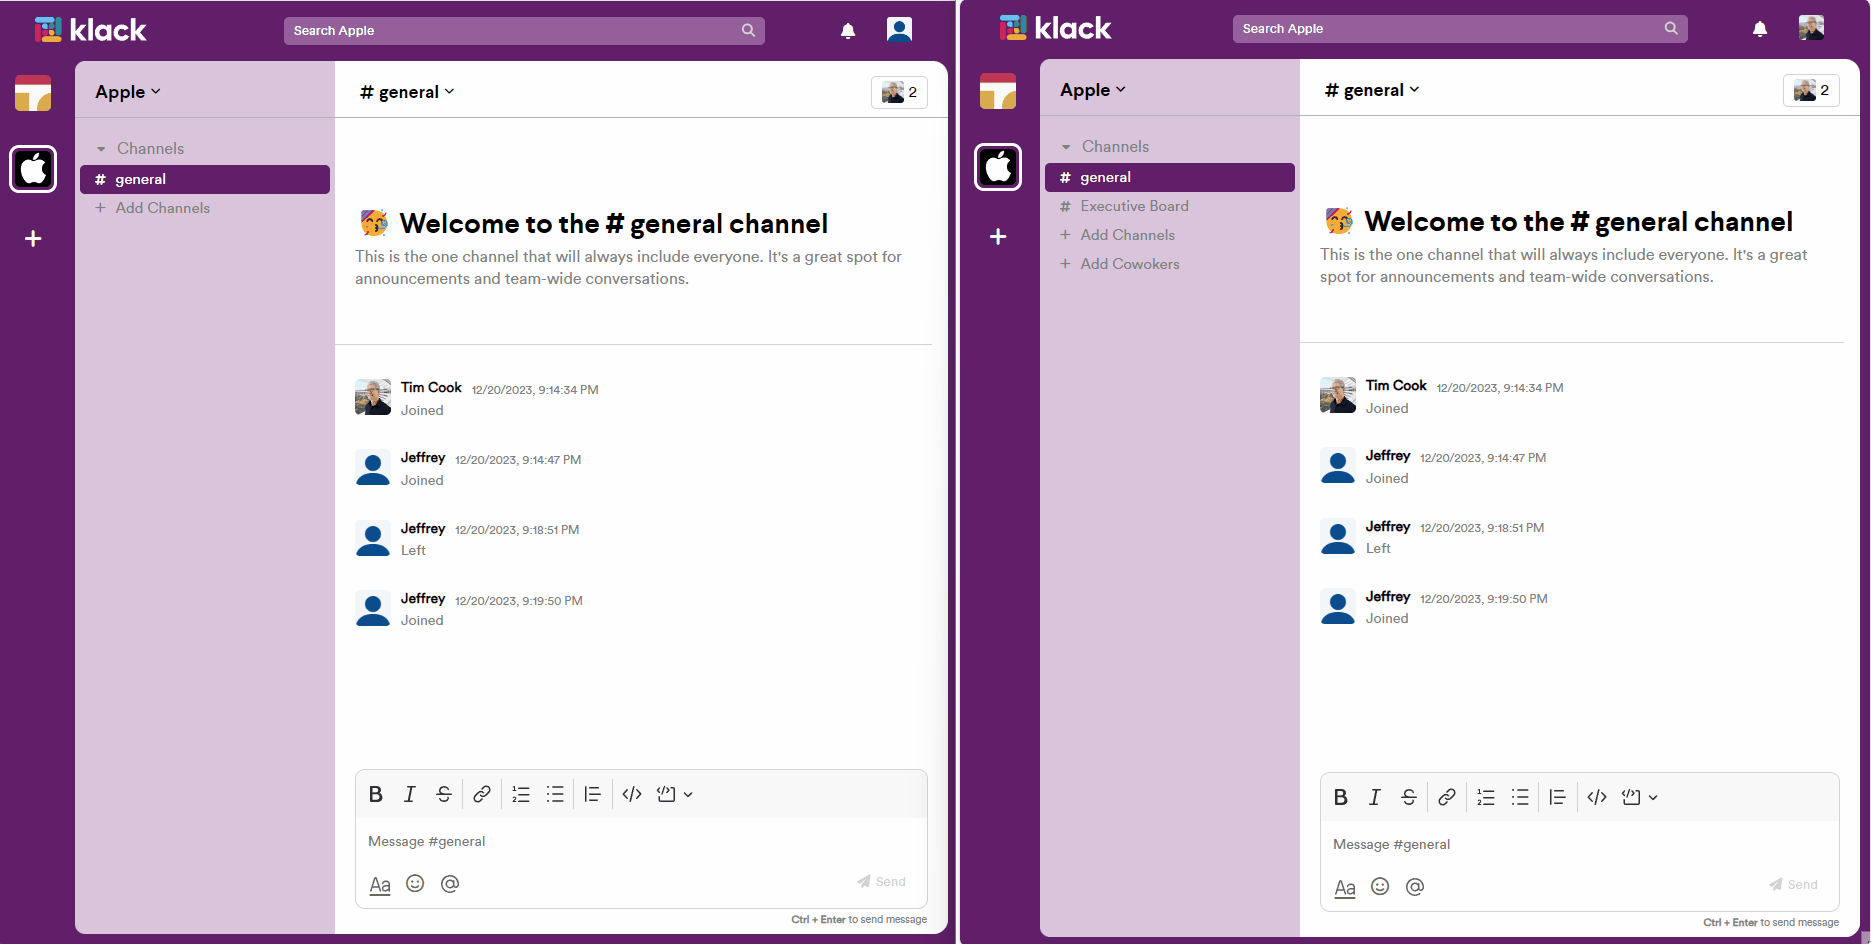 klack
Search Apple
Apple
# general
2
Channels
# general
+ Add Channels
+
Welcome to the # general channel
This is the one channel that will always include everyone. It's a great spot for
announcements and team-wide conversations.
Tim Cook 12/20/2023, 9:14:34 PM
Joined
Jeffrey 12/20/2023, 9:14:47 PM
Joined
Jeffrey 12/20/2023, 9:18:51 PM
Left
Jeffrey 12/20/2023, 9:19:50 PM
Joined
B I S
Message #general
Aa @ Send
Ctrl + Enter to send message
klack
Search Apple
Apple
# general
2
Channels
# general
# Executive Board
+ Add Channels
+ Add Cowokers
+
Welcome to the # general channel
This is the one channel that will always include everyone. It's a great
spot for announcements and team-wide conversations.
Tim Cook 12/20/2023, 9:14:34 PM
Joined
Jeffrey 12/20/2023, 9:14:47 PM
Joined
Jeffrey 12/20/2023, 9:18:51 PM
Left
Jeffrey 12/20/2023, 9:19:50 PM
Joined
B I S
Message #general
Aa @ Send
Ctrl + Enter to send message